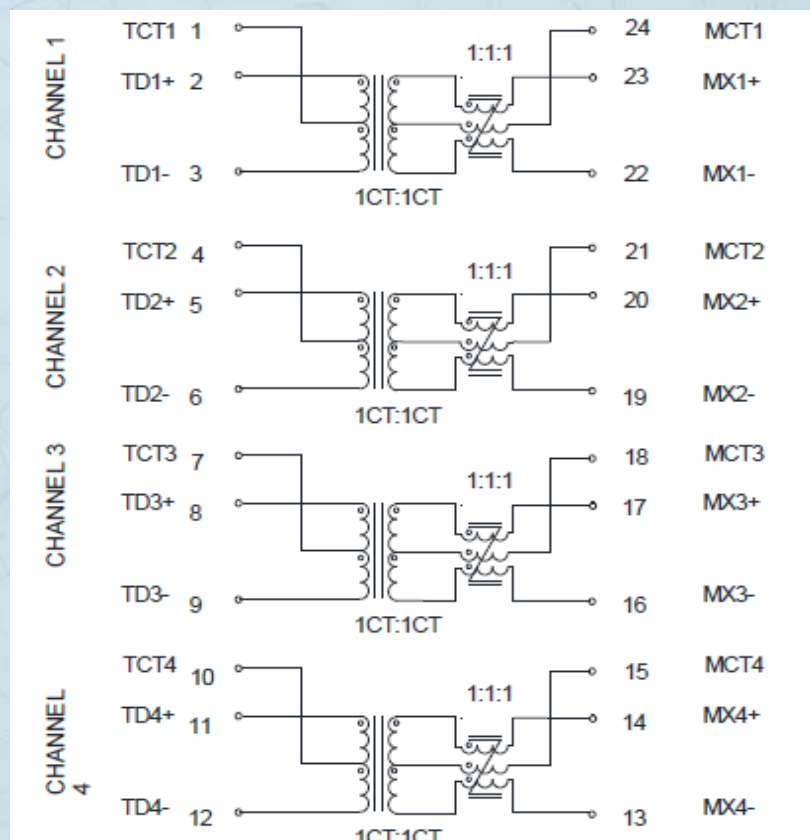 CHANNEL 1
TCT1 1
24 MCT1
1:1:1
TD1+ 2
23 MX1+
TD1- 3
22 MX1-
1CT:1CT
CHANNEL 2
TCT2 4
21 MCT2
1:1:1
TD2+ 5
20 MX2+
TD2- 6
19 MX2-
1CT:1CT
CHANNEL 3
TCT3 7
18 MCT3
1:1:1
TD3+ 8
17 MX3+
TD3- 9
16 MX3-
1CT:1CT
CHANNEL
4
TCT4 10
15 MCT4
1:1:1
TD4+ 11
14 MX4+
TD4- 12
13 MX4-
1CT:1CT